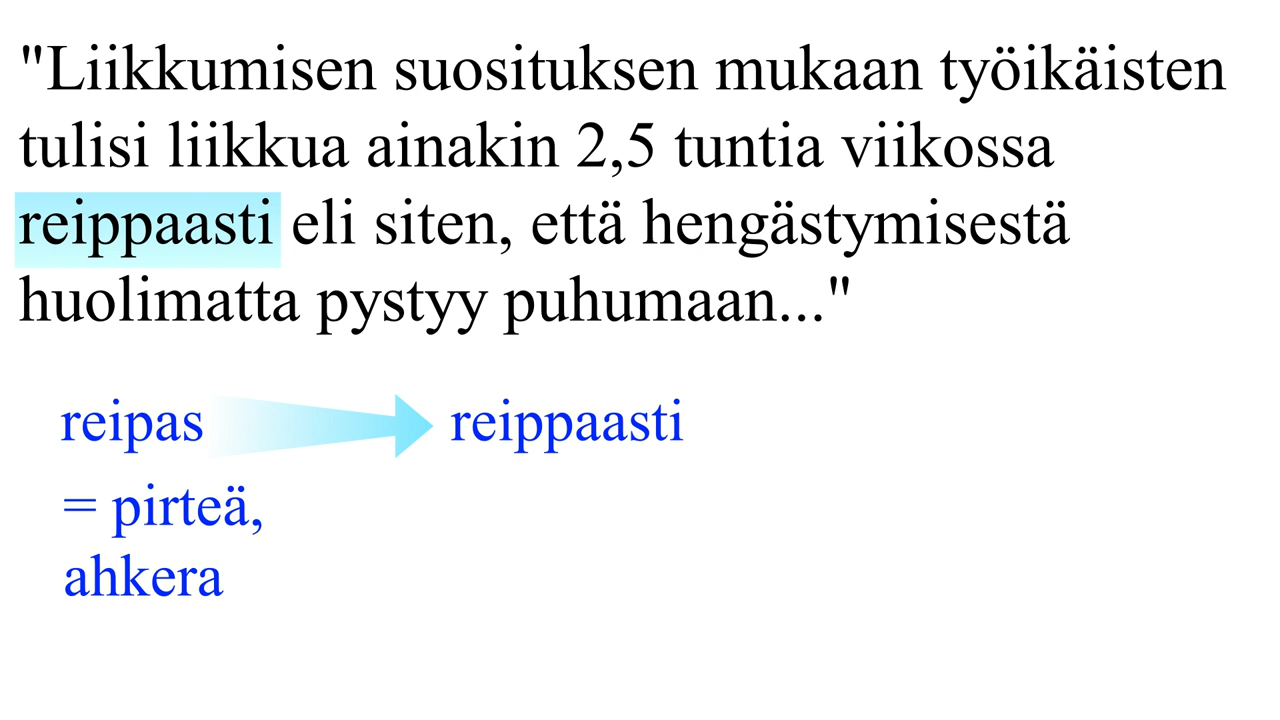 "Liikkumisen suosituksen mukaan työikäisten
tulisi liikkua ainakin 2,5 tuntia viikossa
reippaasti eli siten, että hengästymisestä
huolimatta pystyy puhumaan..."
reipas reippaasti
= pirteä,
ahkera